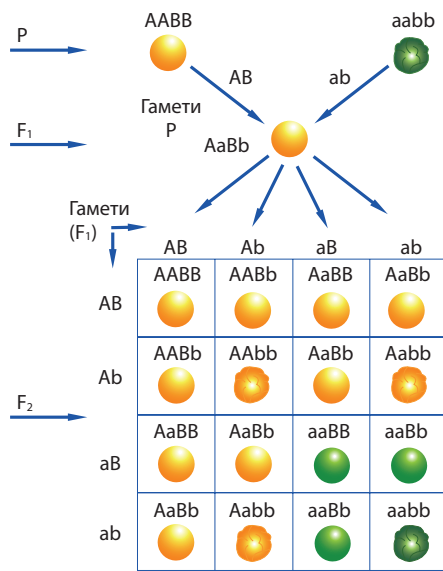 P
AABB
aabb
AB
ab
Гамети
P
F₁
AaBb
Гамети
(F₁)
AB Ab aB ab
AABB AABb AaBB AaBb
AB
AABb AAbb AaBb Aabb
Ab
F₂
AaBB AaBb aaBB aaBb
aB
AaBb Aabb aaBb aabb
ab